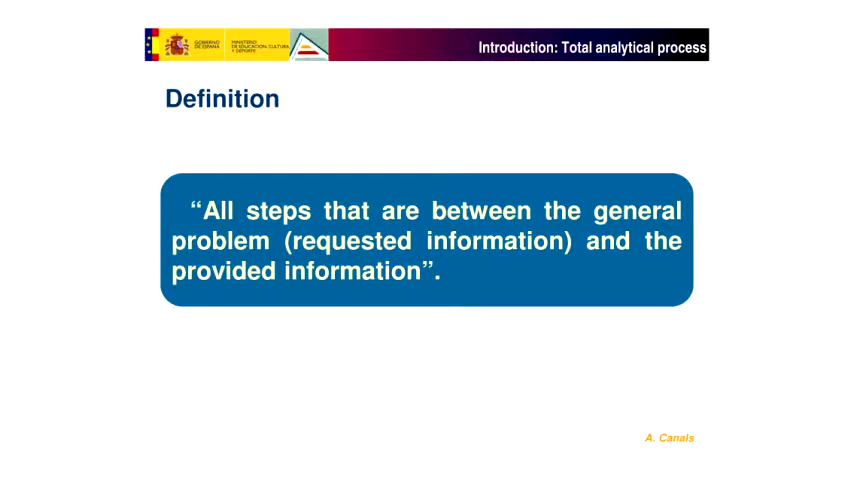 GOBIERNO
DE ESPAÑA
MINISTERIO
DE EDUCACIÓN, CULTURA
Y DEPORTE
Introduction: Total analytical process
Definition
“All steps that are between the general
problem (requested information) and the
provided information”.
A. Canals